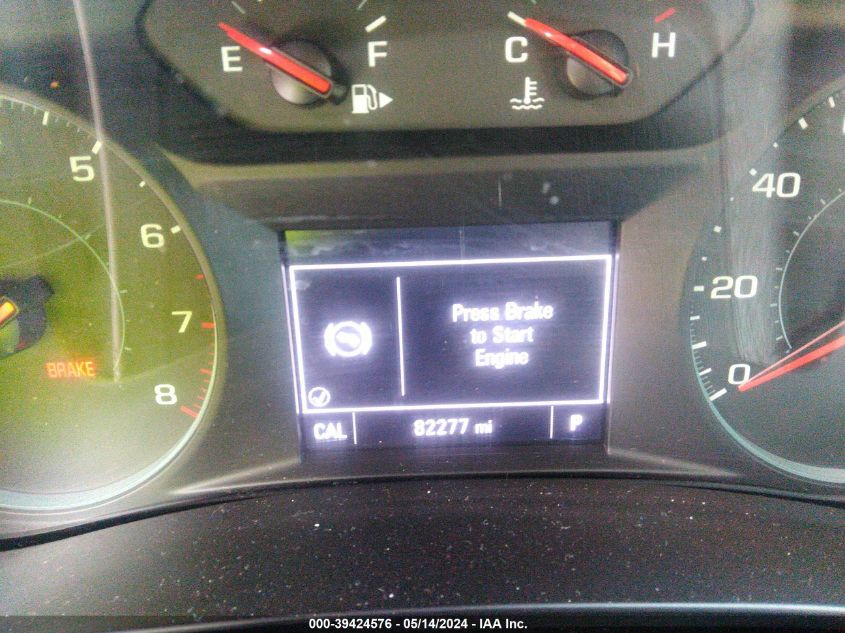 E F
C H
5
6
7
8
BRAKE
40
20
0
Press Brake
to Start
Engine
CAL 82277 mi P
000-39424576 - 05/14/2024 - IAA Inc.